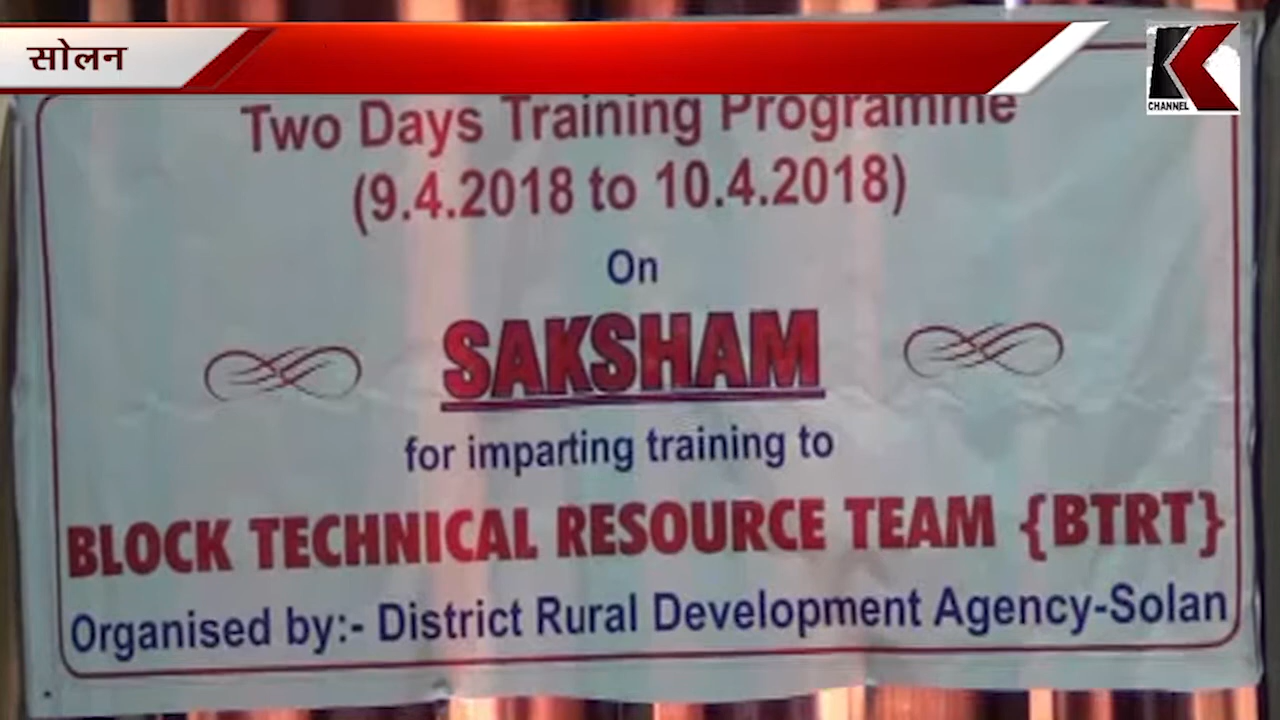 सोलन
K
CHANNEL
Two Days Training Programme
(9.4.2018 to 10.4.2018)
On
SAKSHAM
for imparting training to
BLOCK TECHNICAL RESOURCE TEAM {BTRT}
Organised by:- District Rural Development Agency-Solan